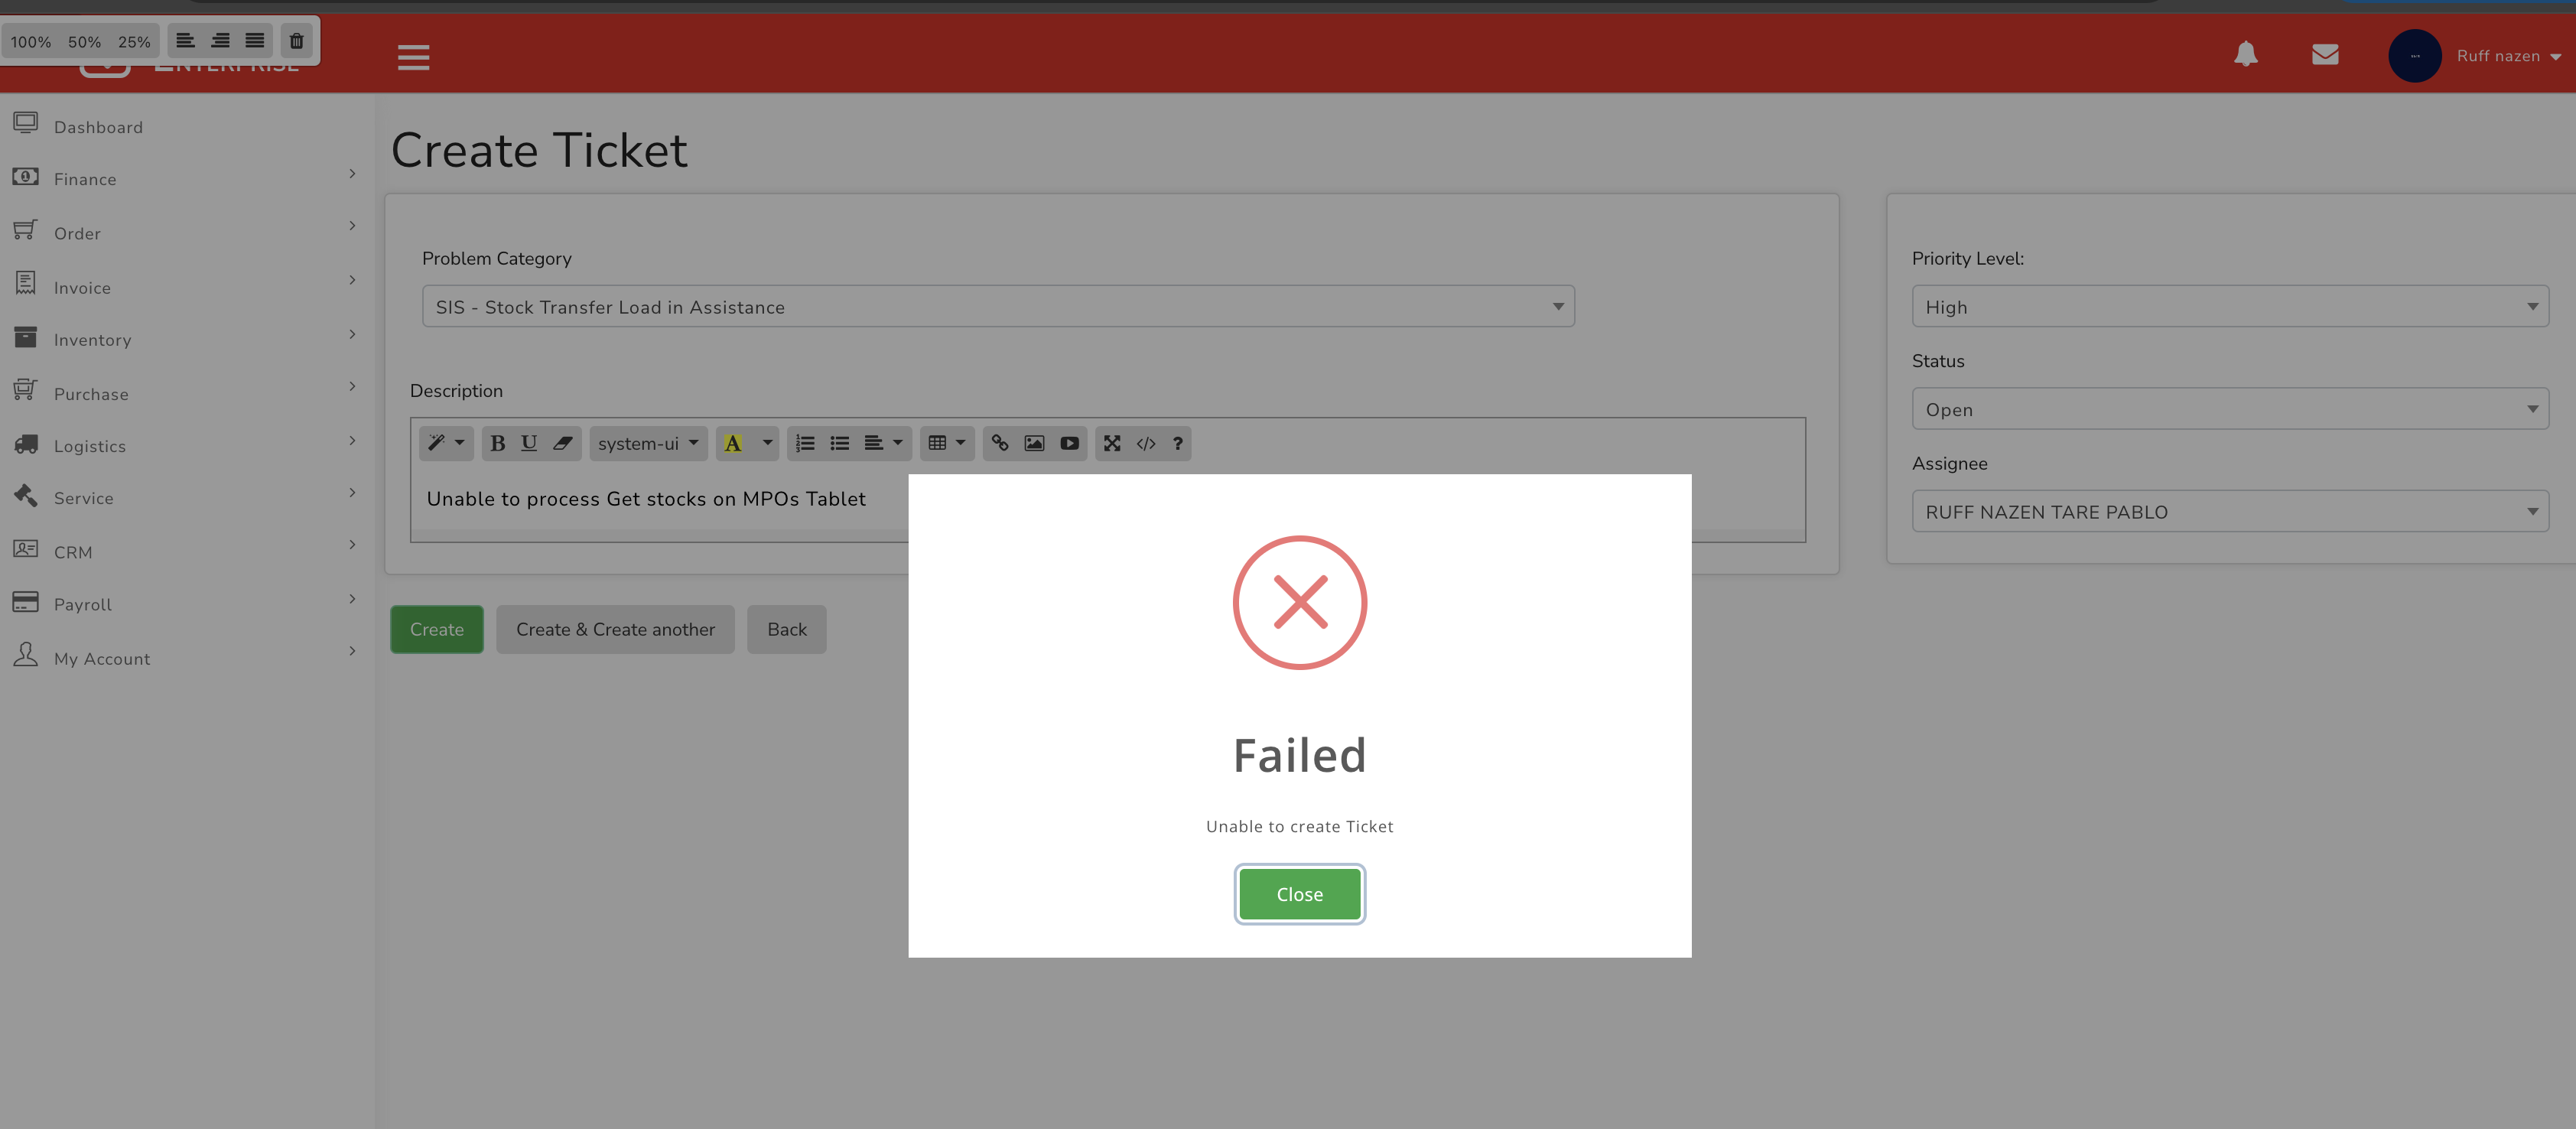 100% 50% 25%
ENTERPRISE
Ruff nazen
Dashboard
Finance
Order
Invoice
Inventory
Purchase
Logistics
Service
CRM
Payroll
My Account
Create Ticket
Problem Category
SIS - Stock Transfer Load in Assistance
Description
B U system-ui A ?
Unable to process Get stocks on MPOs Tablet
Create Create & Create another Back
Priority Level:
High
Status
Open
Assignee
RUFF NAZEN TARE PABLO
Failed
Unable to create Ticket
Close